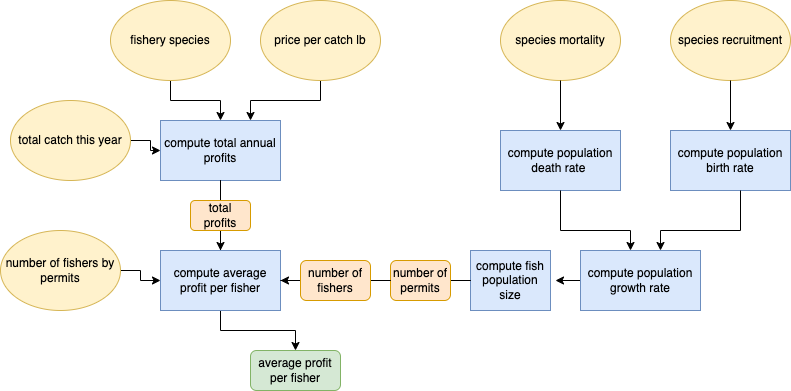 fishery species
price per catch lb
species mortality
species recruitment
total catch this year
compute total annual
profits
compute population
death rate
compute population
birth rate
total
profits
number of fishers by
permits
compute average
profit per fisher
number of
fishers
number of
permits
compute fish
population
size
compute population
growth rate
average profit
per fisher